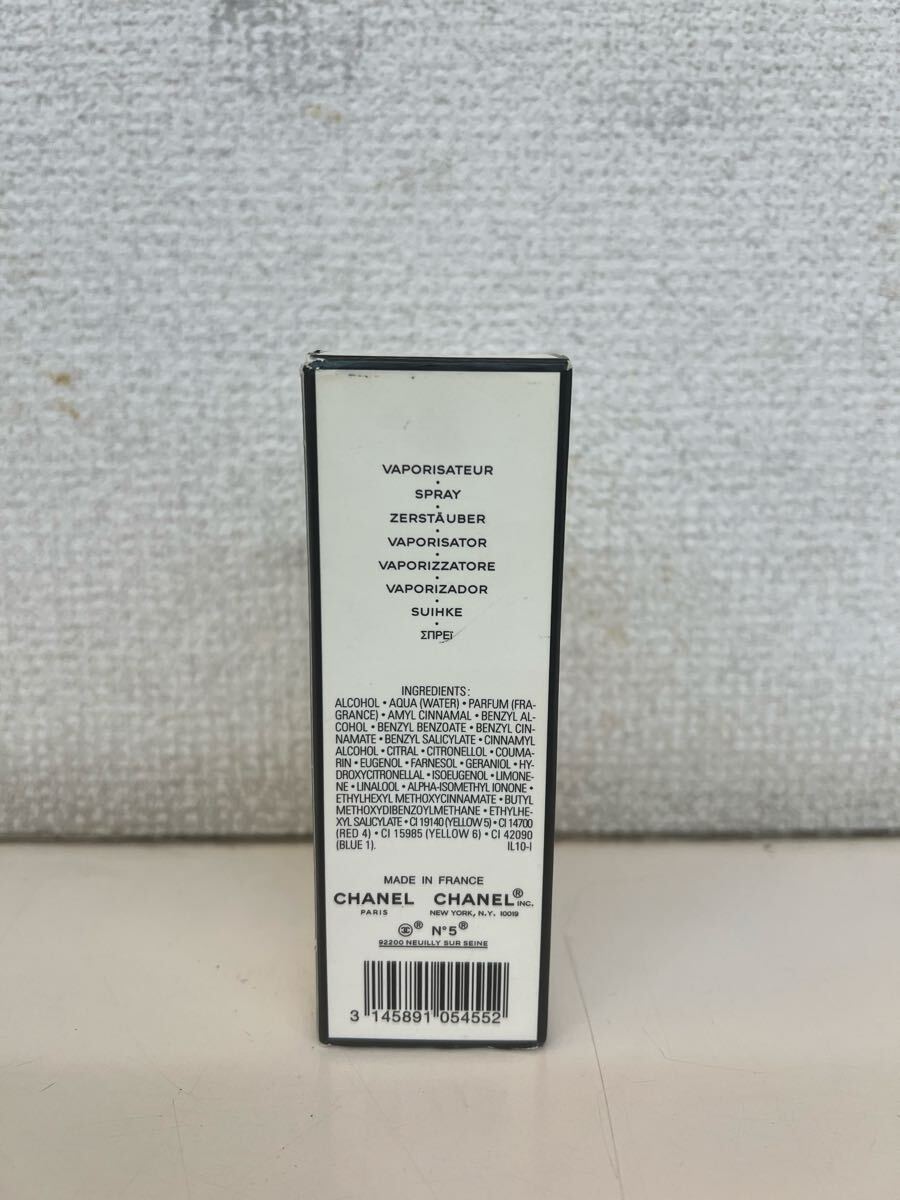 VAPORISATEUR
•
SPRAY
•
ZERSTÄUBER
•
VAPORISATOR
•
VAPORIZZATORE
•
VAPORIZADOR
•
SUIHKE
•
ΣΠΡΕΪ
INGREDIENTS:
ALCOHOL • AQUA (WATER) • PARFUM (FRA-
GRANCE) • AMYL CINNAMAL • BENZYL AL-
COHOL • BENZYL BENZOATE • BENZYL CIN-
NAMATE • BENZYL SALICYLATE • CINNAMYL
ALCOHOL • CITRAL • CITRONELLOL • COUMA-
RIN • EUGENOL • FARNESOL • GERANIOL • HY-
DROXYCITRONELLAL • ISOEUGENOL • LIMONE-
NE • LINALOOL • ALPHA-ISOMETHYL IONONE •
ETHYLHEXYL METHOXYCINNAMATE • BUTYL
METHOXYDIBENZOYLMETHANE • ETHYLHE-
XYL SALICYLATE • CI 19140 (YELLOW 5) • CI 14700
(RED 4) • CI 15985 (YELLOW 6) • CI 42090
(BLUE 1). IL10-I
MADE IN FRANCE
CHANEL CHANEL® INC.
PARIS NEW YORK, N.Y. 10019
® N°5®
92200 NEUILLY SUR SEINE
3 145891 054552